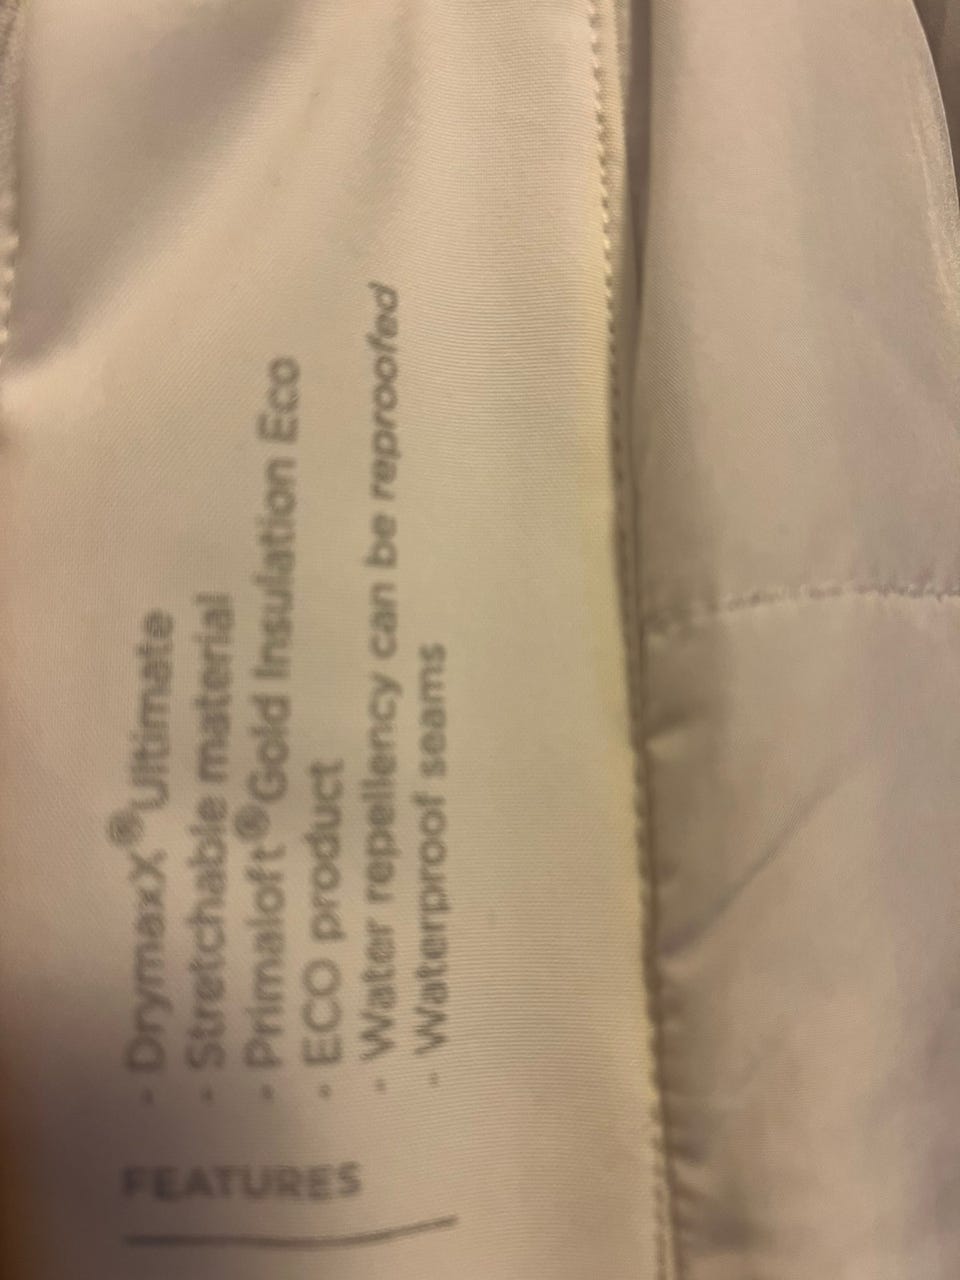 FEATURES
- DrymaxX®Ultimate
- Stretchable material
- Primaloft®Gold Insulation Eco
- ECO product
- Water repellency can be reproofed
- Waterproof seams